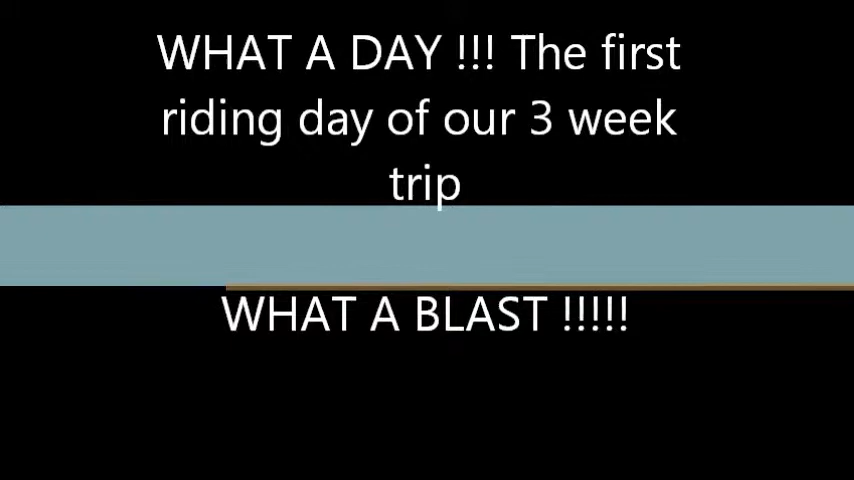 WHAT A DAY !!! The first
riding day of our 3 week
trip
WHAT A BLAST !!!!!